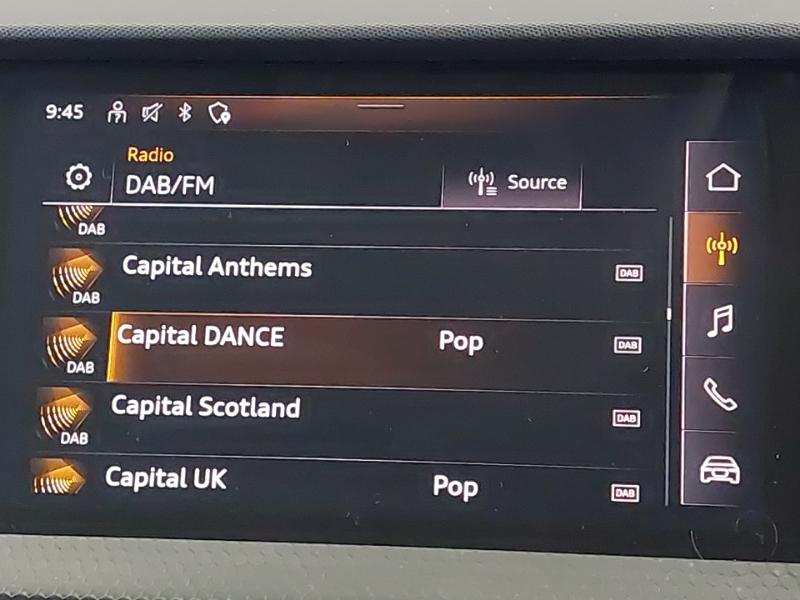 9:45
Radio
DAB/FM
Source
DAB
Capital Anthems
DAB
DAB
Capital DANCE
Pop
DAB
DAB
Capital Scotland
DAB
DAB
Capital UK
Pop
DAB